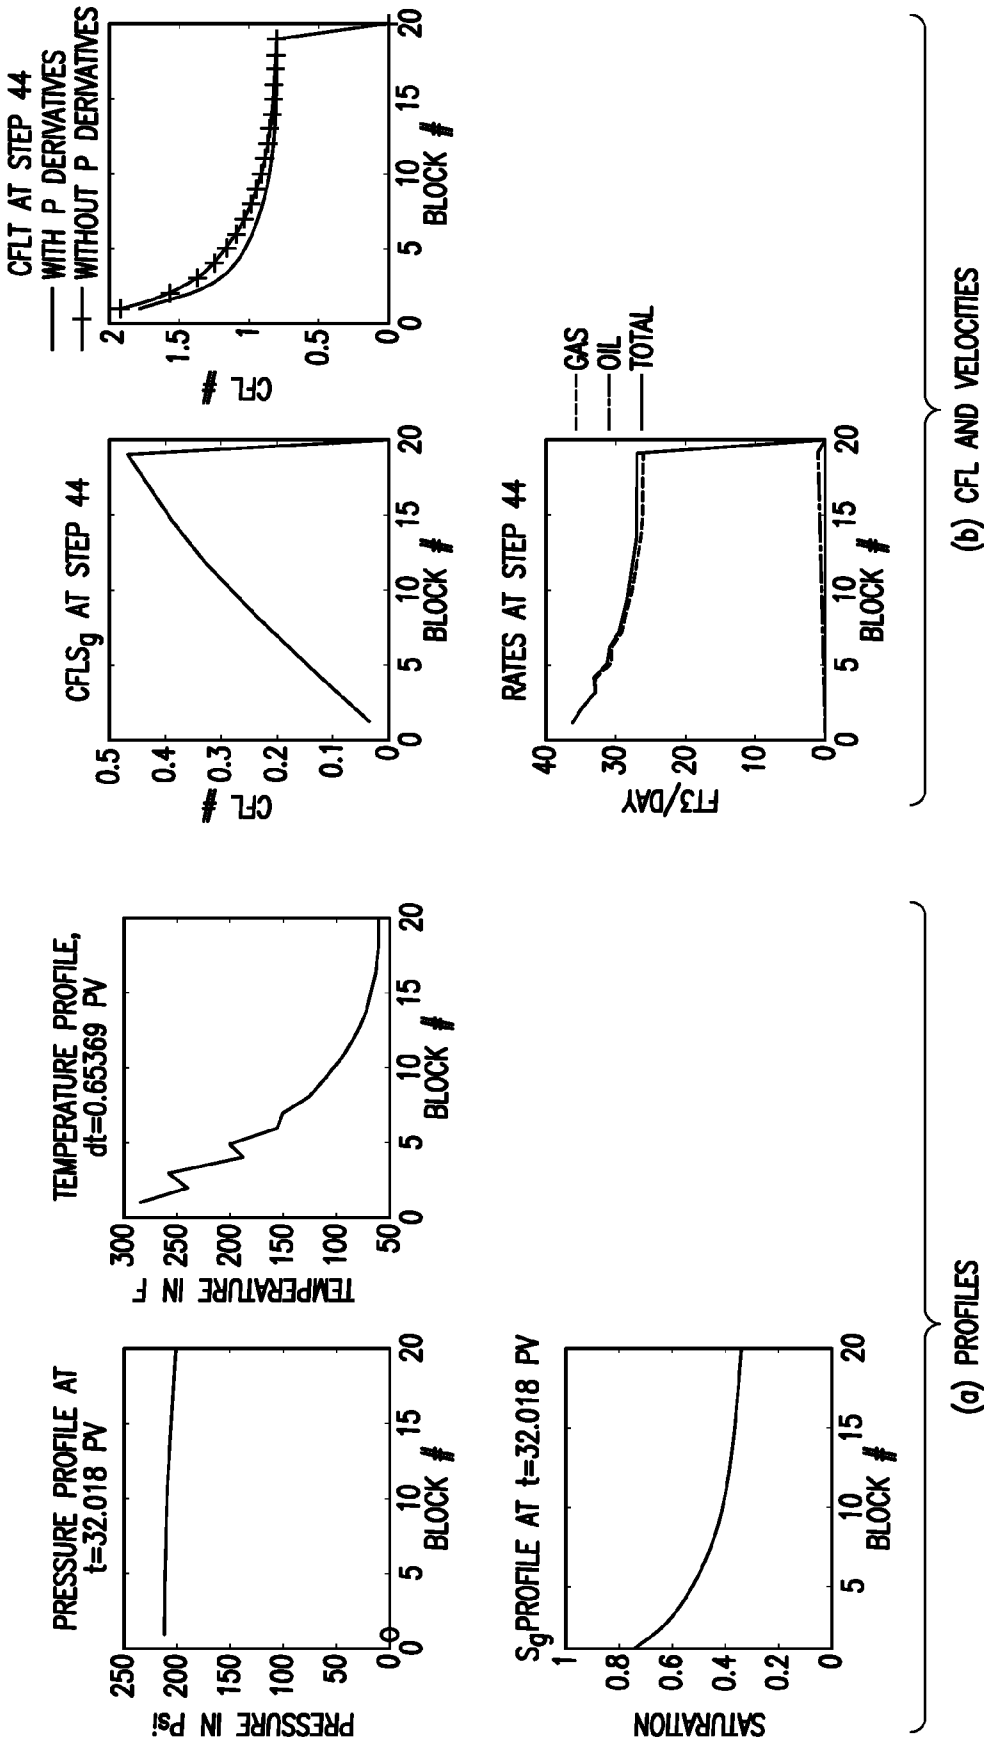 PRESSURE PROFILE AT
t=32.018 PV
PRESSURE IN Psi
250
200
150
100
50
0
0
5
10
15
20
BLOCK #
TEMPERATURE PROFILE,
dt=0.65369 PV
TEMPERATURE IN F
300
250
200
150
100
50
0
5
10
15
20
BLOCK #
SgPROFILE AT t=32.018 PV
SATURATION
1
0.8
0.6
0.4
0.2
0
5
10
15
20
BLOCK #
(a) PROFILES
CFLSg AT STEP 44
CFL #
0.5
0.4
0.3
0.2
0.1
0
0
5
10
15
20
BLOCK #
CFLT AT STEP 44
WITH P DERIVATIVES
WITHOUT P DERIVATIVES
CFL #
2
1.5
1
0.5
0
0
5
10
15
20
BLOCK #
RATES AT STEP 44
FT3/DAY
40
30
20
10
0
0
5
10
15
20
BLOCK #
GAS
OIL
TOTAL
(b) CFL AND VELOCITIES